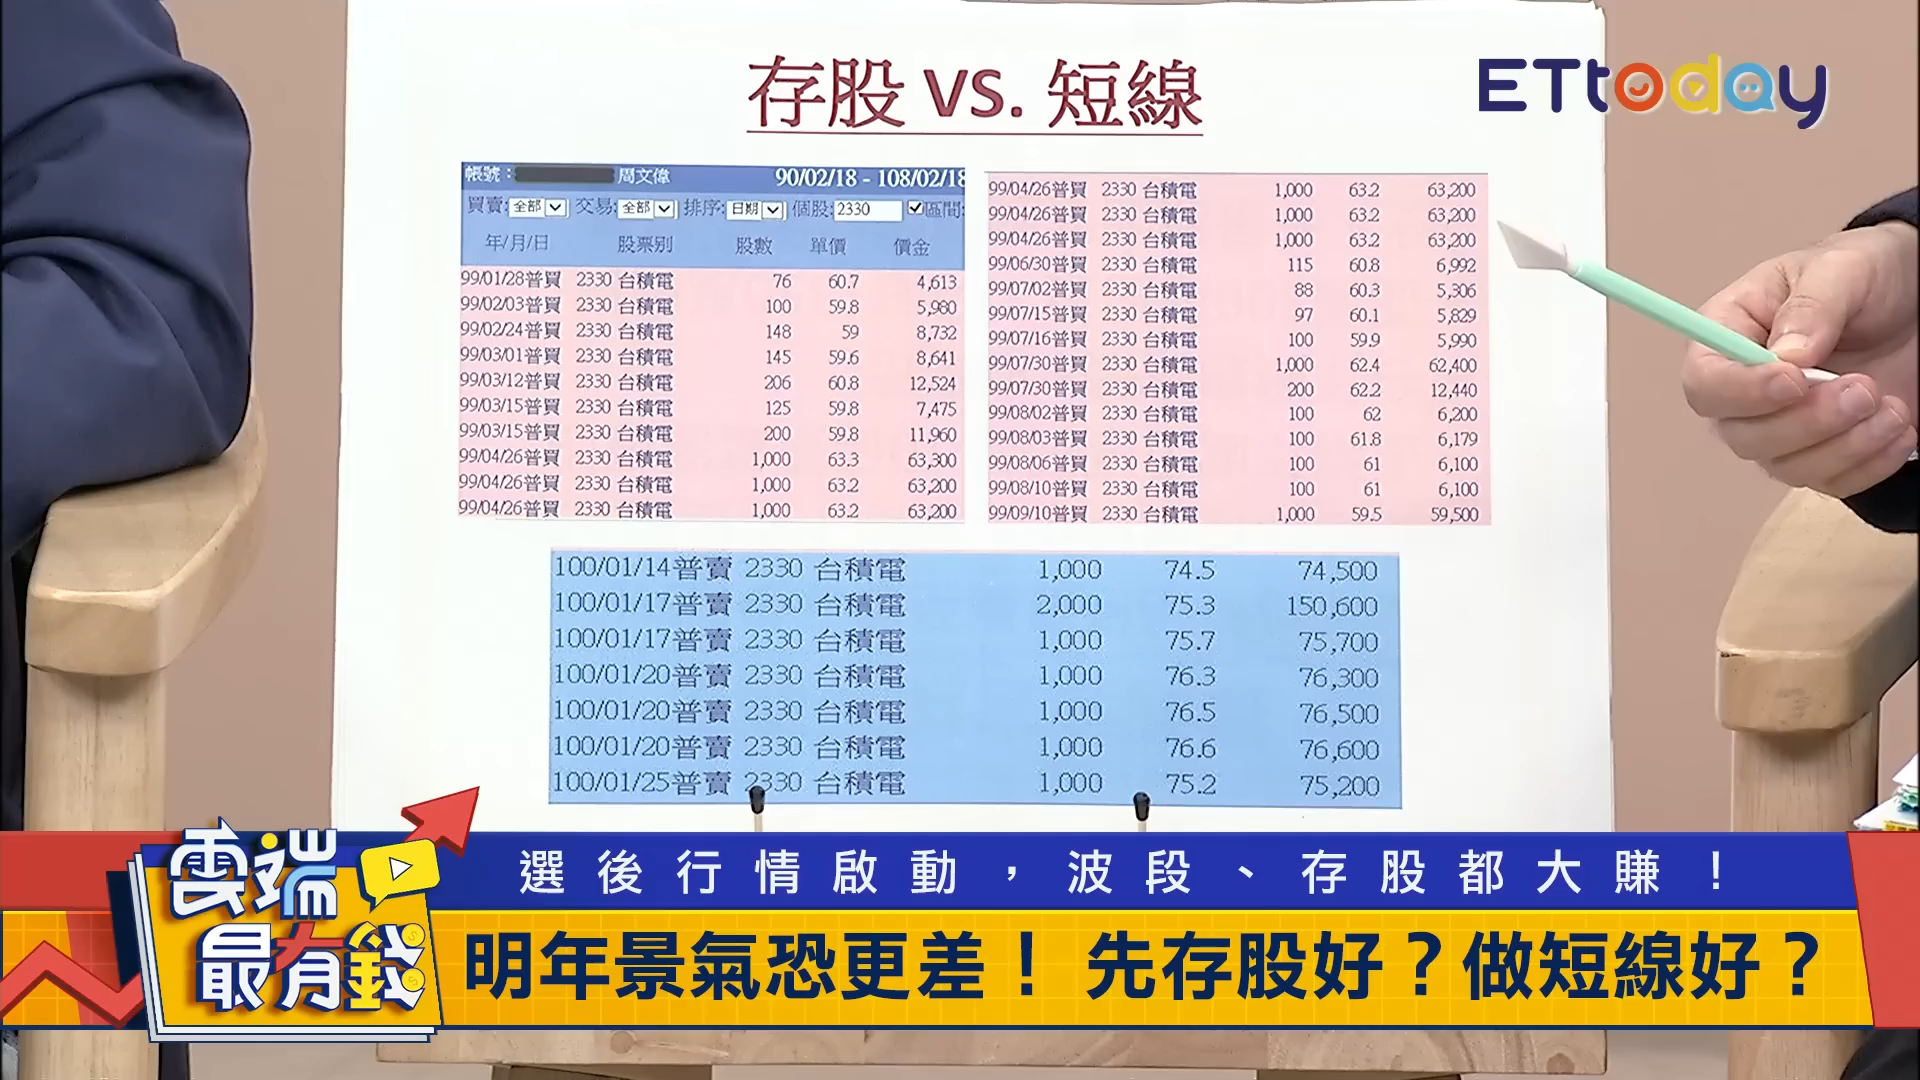 存股 VS. 短線
ETtoday
帳號： 周文偉 90/02/18 - 108/02/18
買賣: 全部 交易: 全部 排序: 日期 個股: 2330 區間:
年/月/日 股票別 股數 單價 價金
99/01/28普買 2330 台積電 76 60.7 4,613
99/02/03普買 2330 台積電 100 59.8 5,980
99/02/24普買 2330 台積電 148 59 8,732
99/03/01普買 2330 台積電 145 59.6 8,641
99/03/12普買 2330 台積電 206 60.8 12,524
99/03/15普買 2330 台積電 125 59.8 7,475
99/03/15普買 2330 台積電 200 59.8 11,960
99/04/26普買 2330 台積電 1,000 63.3 63,300
99/04/26普買 2330 台積電 1,000 63.2 63,200
99/04/26普買 2330 台積電 1,000 63.2 63,200
99/04/26普買 2330 台積電 1,000 63.2 63,200
99/04/26普買 2330 台積電 1,000 63.2 63,200
99/04/26普買 2330 台積電 1,000 63.2 63,200
99/06/30普買 2330 台積電 115 60.8 6,992
99/07/02普買 2330 台積電 88 60.3 5,306
99/07/15普買 2330 台積電 97 60.1 5,829
99/07/16普買 2330 台積電 100 59.9 5,990
99/07/30普買 2330 台積電 1,000 62.4 62,400
99/07/30普買 2330 台積電 200 62.2 12,440
99/08/02普買 2330 台積電 100 62 6,200
99/08/03普買 2330 台積電 100 61.8 6,179
99/08/06普買 2330 台積電 100 61 6,100
99/08/10普買 2330 台積電 100 61 6,100
99/09/10普買 2330 台積電 1,000 59.5 59,500
100/01/14普賣 2330 台積電 1,000 74.5 74,500
100/01/17普賣 2330 台積電 2,000 75.3 150,600
100/01/17普賣 2330 台積電 1,000 75.7 75,700
100/01/20普賣 2330 台積電 1,000 76.3 76,300
100/01/20普賣 2330 台積電 1,000 76.5 76,500
100/01/20普賣 2330 台積電 1,000 76.6 76,600
100/01/25普賣 2330 台積電 1,000 75.2 75,200
選後行情啟動，波段、存股都大賺！
雲端
最有錢
明年景氣恐更差！先存股好？做短線好？